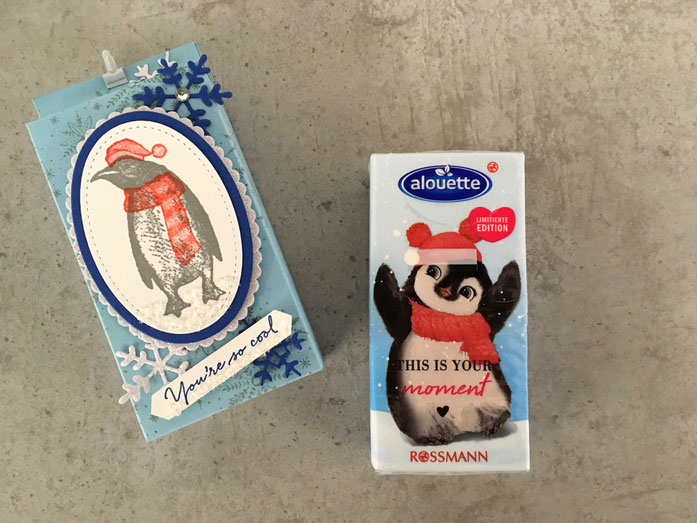 You're so cool
alouette
LIMITIERTE
EDITION
THIS IS YOUR
moment
ROSSMANN